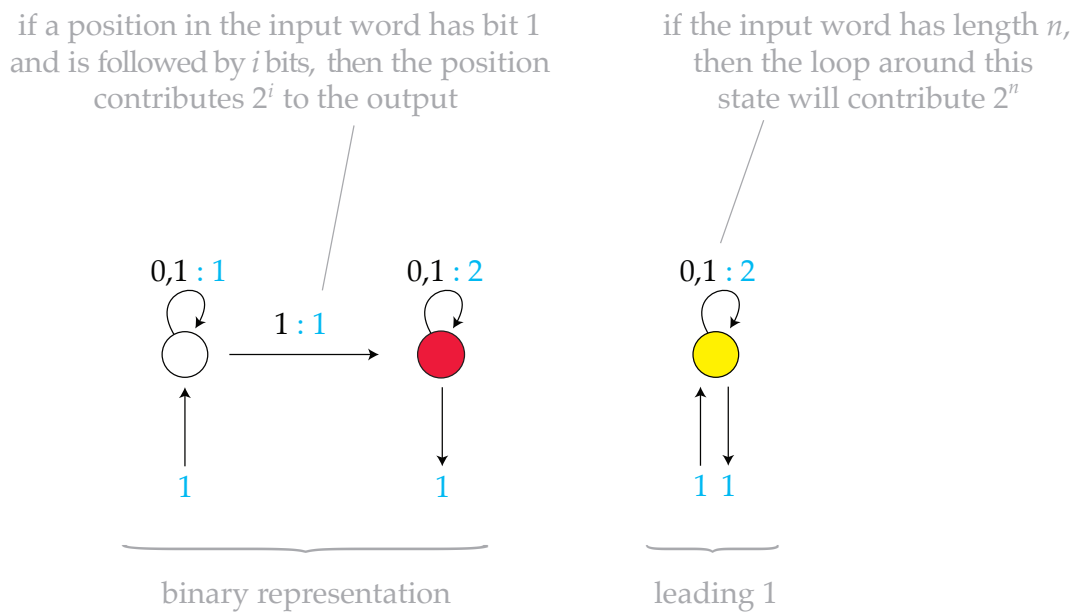 if a position in the input word has bit 1
and is followed by i bits, then the position
contributes 2^i to the output
if the input word has length n,
then the loop around this
state will contribute 2^n
0,1 : 1
1 : 1
0,1 : 2
0,1 : 2
1
1
1 1
binary representation
leading 1